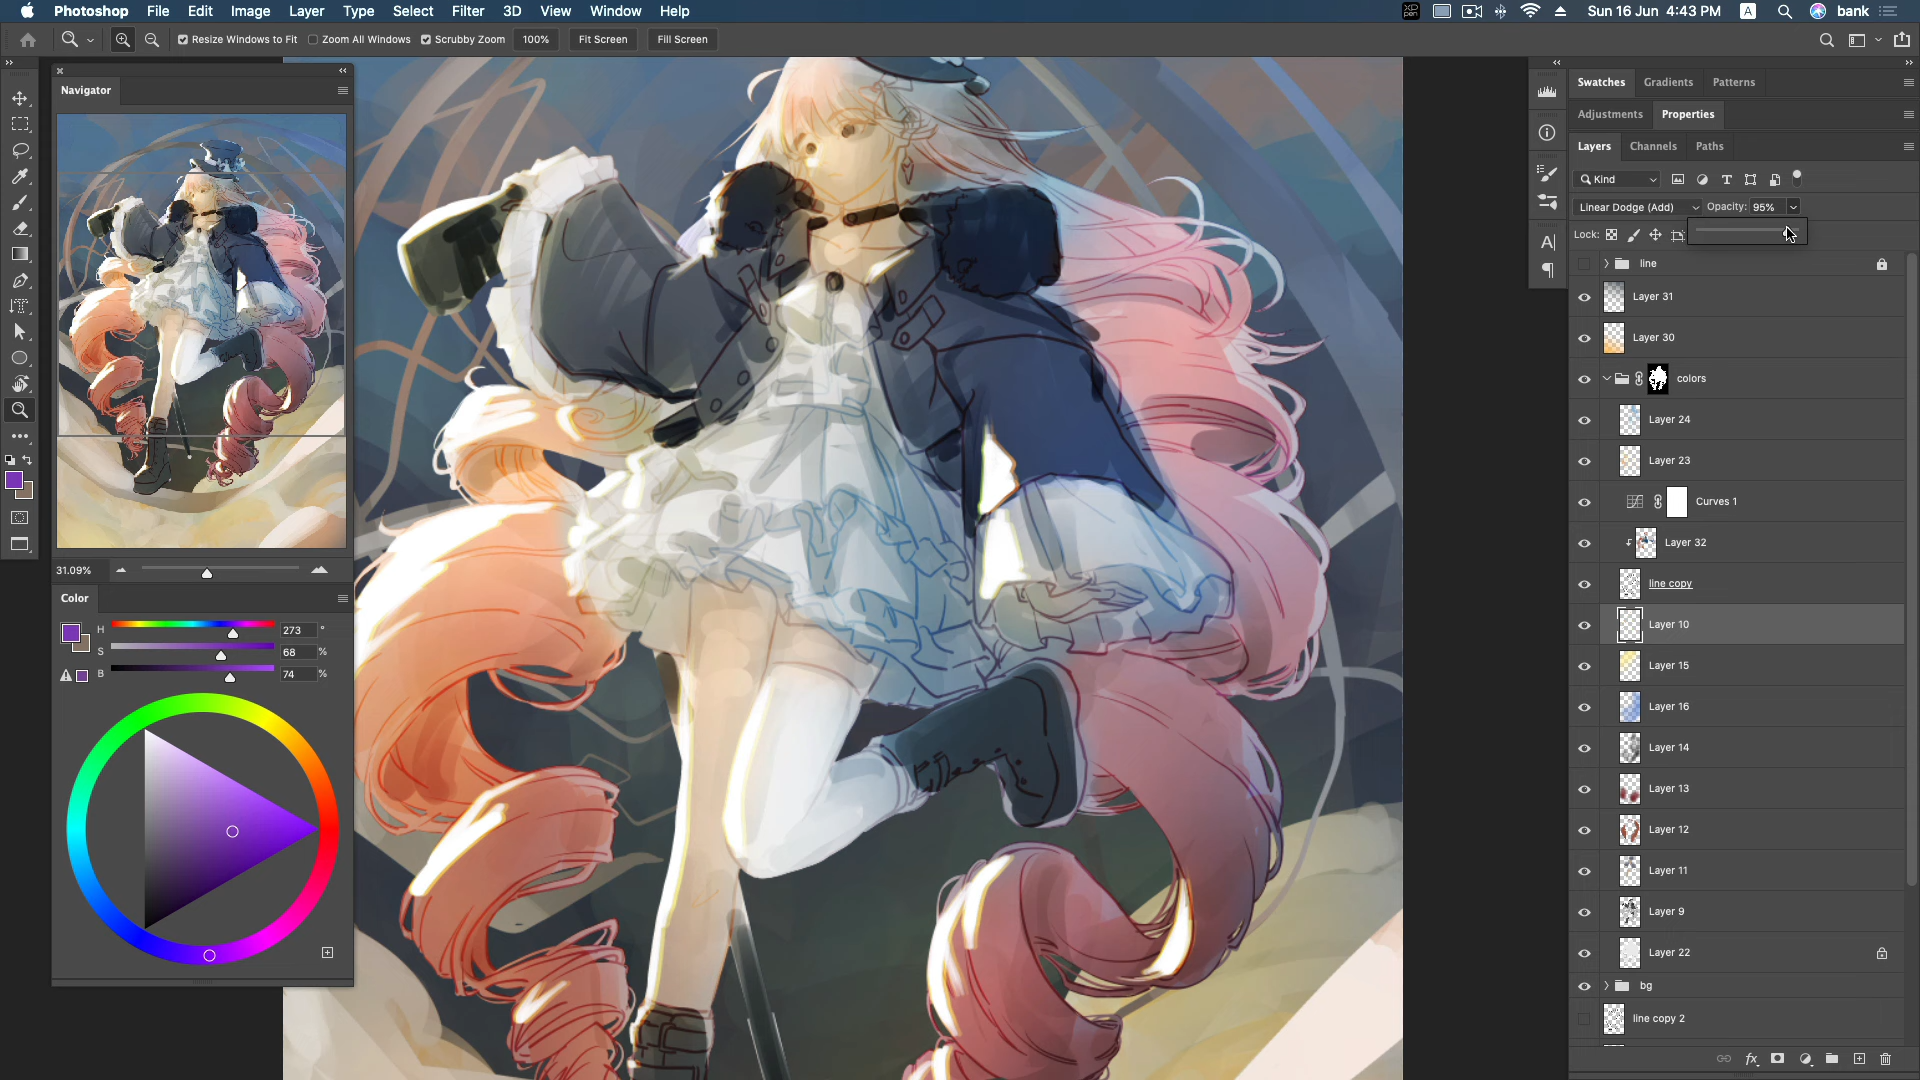 Photoshop File Edit Image Layer Type Select Filter 3D View Window Help
XP pen
Sun 16 Jun 4:43 PM A bank
Resize Windows to Fit Zoom All Windows Scrubby Zoom 100% Fit Screen Fill Screen
Navigator
31.09%
Color
H 273 °
S 68 %
B 74 %
Swatches Gradients Patterns
Adjustments Properties
Layers Channels Paths
Kind
Linear Dodge (Add) Opacity: 95%
Lock:
line
Layer 31
Layer 30
colors
Layer 24
Layer 23
Curves 1
Layer 32
line copy
Layer 10
Layer 15
Layer 16
Layer 14
Layer 13
Layer 12
Layer 11
Layer 9
Layer 22
bg
line copy 2
fx